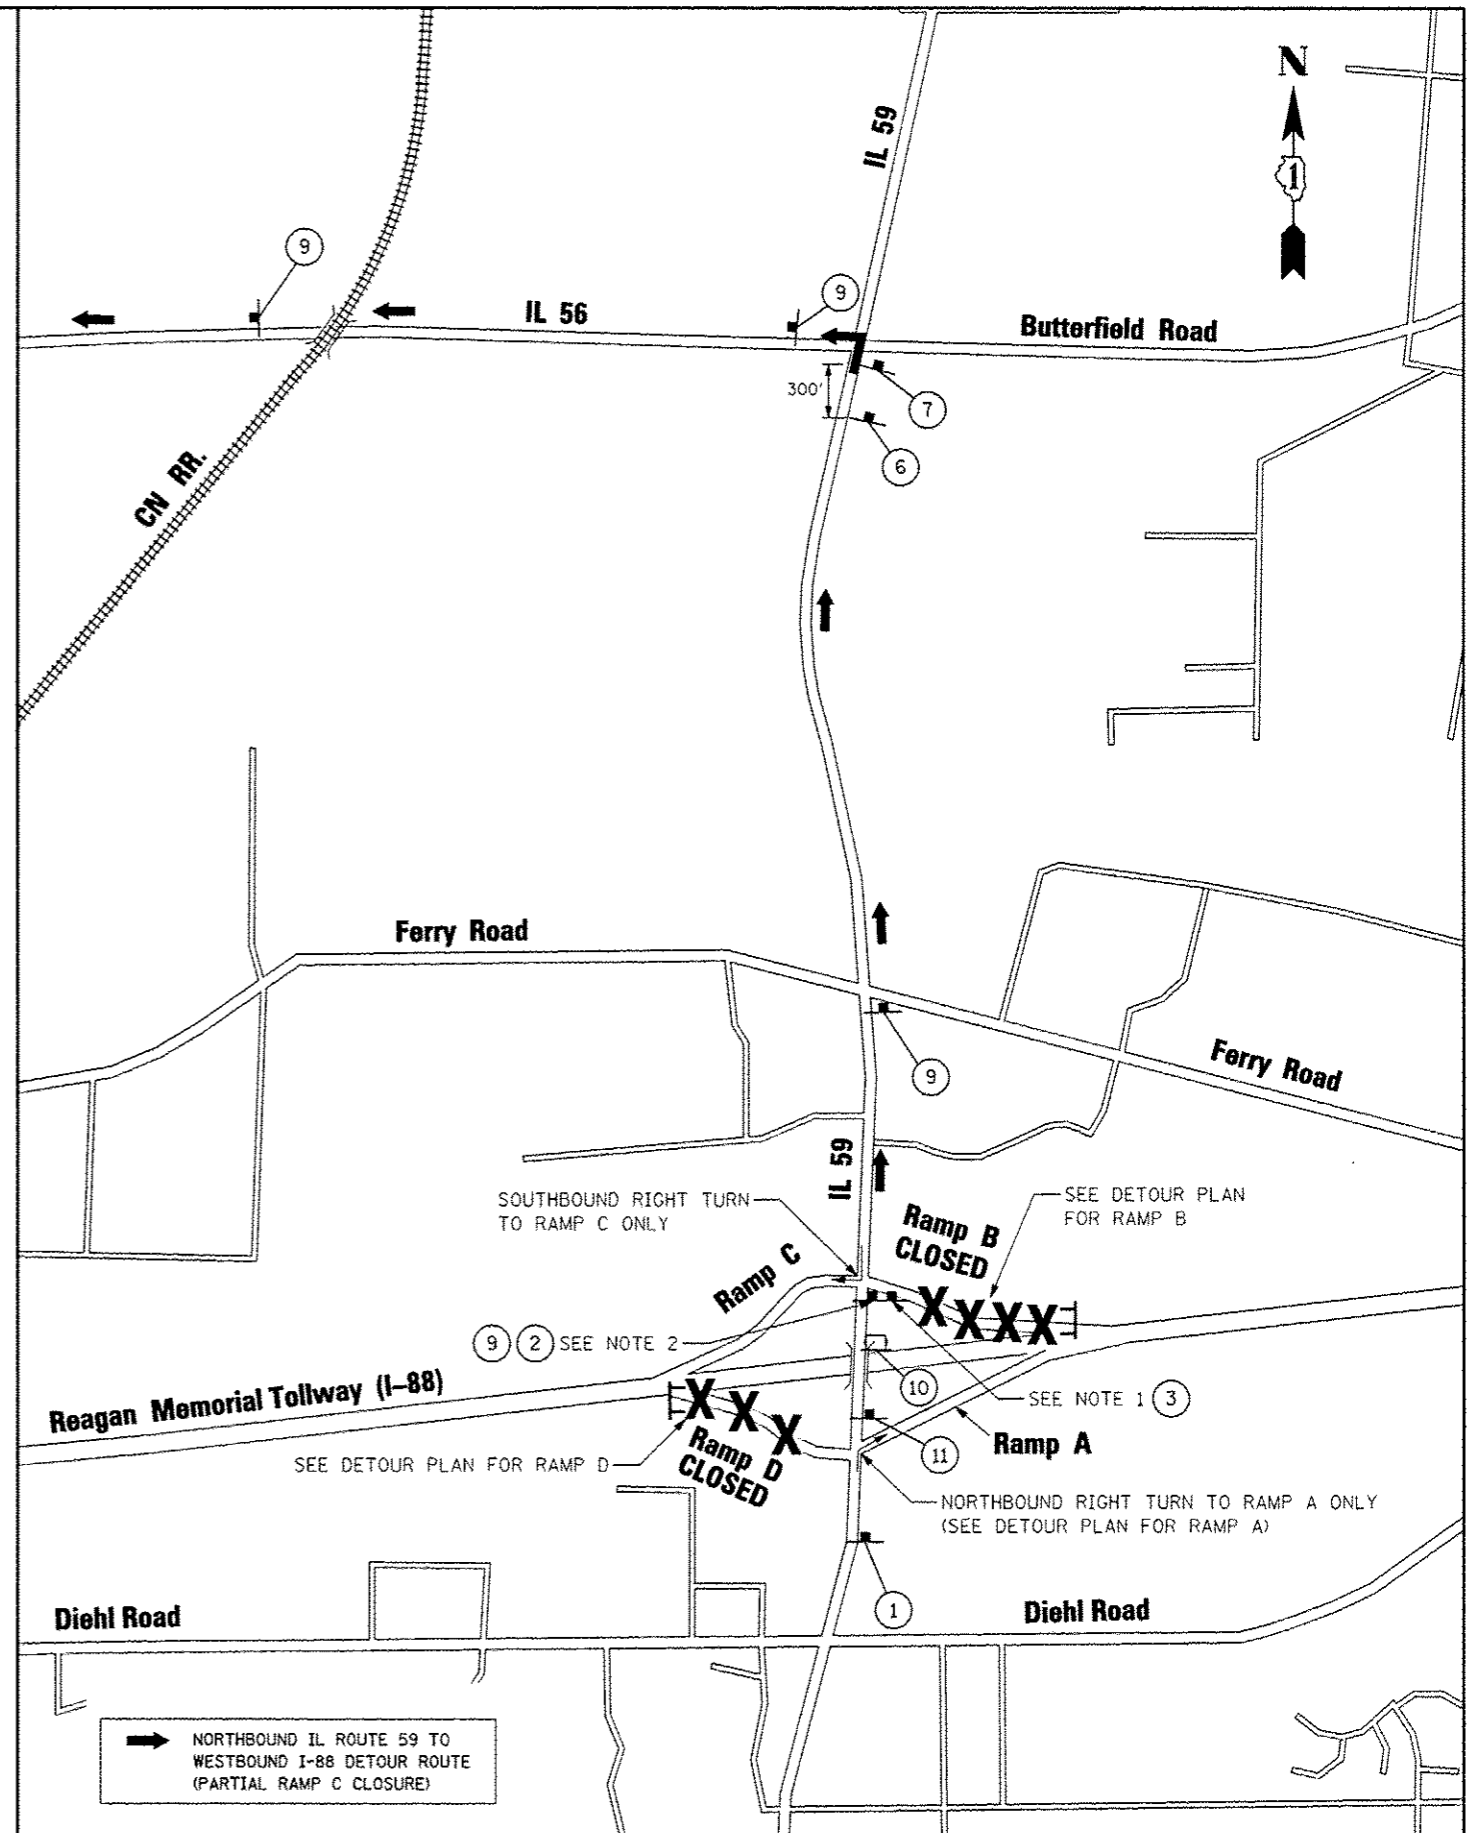 N
IL 59
1
9
9
IL 56
Butterfield Road
300'
7
6
CN RR.
Ferry Road
9
Ferry Road
IL 59
SOUTHBOUND RIGHT TURN
TO RAMP C ONLY
SEE DETOUR PLAN
FOR RAMP B
Ramp B
CLOSED
Ramp C
9 2 SEE NOTE 2
10
SEE NOTE 1 3
Reagan Memorial Tollway (I-88)
Ramp A
11
Ramp D
CLOSED
SEE DETOUR PLAN FOR RAMP D
NORTHBOUND RIGHT TURN TO RAMP A ONLY
(SEE DETOUR PLAN FOR RAMP A)
1
Diehl Road
Diehl Road
NORTHBOUND IL ROUTE 59 TO
WESTBOUND I-88 DETOUR ROUTE
(PARTIAL RAMP C CLOSURE)